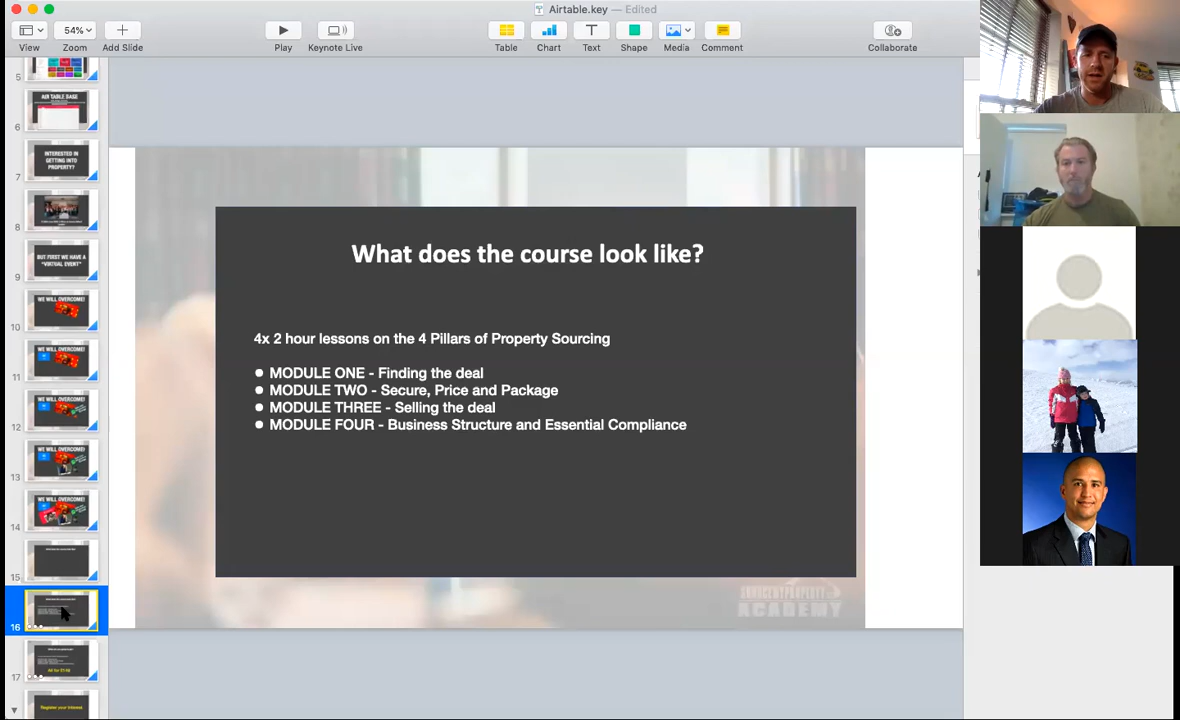 Airtable.key — Edited
View
54%
Zoom
Add Slide
Play
Keynote Live
Table
Chart
Text
Shape
Media
Comment
Collaborate
5
6
AIR TABLE BASE
7
INTERESTED IN
GETTING INTO
PROPERTY?
8
9
BUT FIRST WE HAVE A
"VIRTUAL EVENT"
10
WE WILL OVERCOME!
11
WE WILL OVERCOME!
12
WE WILL OVERCOME!
13
WE WILL OVERCOME!
14
WE WILL OVERCOME!
15
16
17
Register your interest
What does the course look like?
4x 2 hour lessons on the 4 Pillars of Property Sourcing
● MODULE ONE - Finding the deal
● MODULE TWO - Secure, Price and Package
● MODULE THREE - Selling the deal
● MODULE FOUR - Business Structure and Essential Compliance
ACADEMY